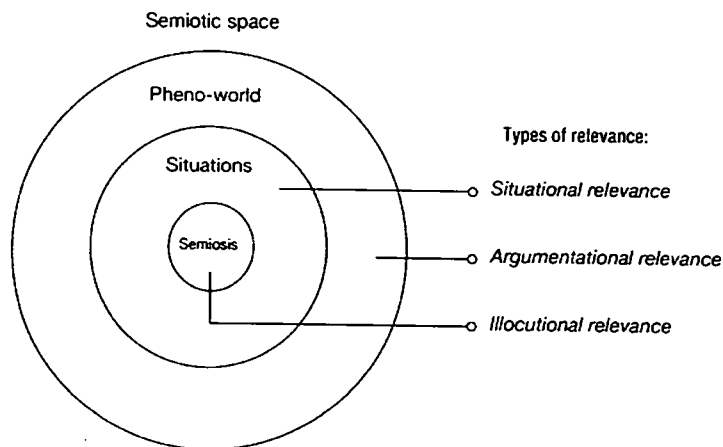 Semiotic space
Pheno-world
Types of relevance:
Situations
Situational relevance
Semiosis
Argumentational relevance
Illocutional relevance